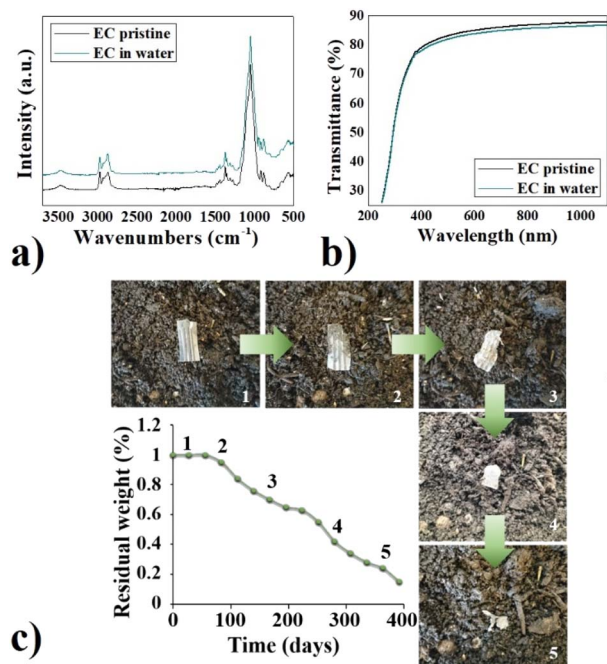 EC pristine
EC in water
Intensity (a.u.)
3500 3000 2500 2000 1500 1000 500
Wavenumbers (cm⁻¹)
a)
90
80
70
60
50
40
30
EC pristine
EC in water
Transmittance (%)
200 400 600 800 1000
Wavelength (nm)
b)
1
2
3
4
5
1.2
1
0.8
0.6
0.4
0.2
0
1
2
3
4
5
Residual weight (%)
0 100 200 300 400
Time (days)
c)